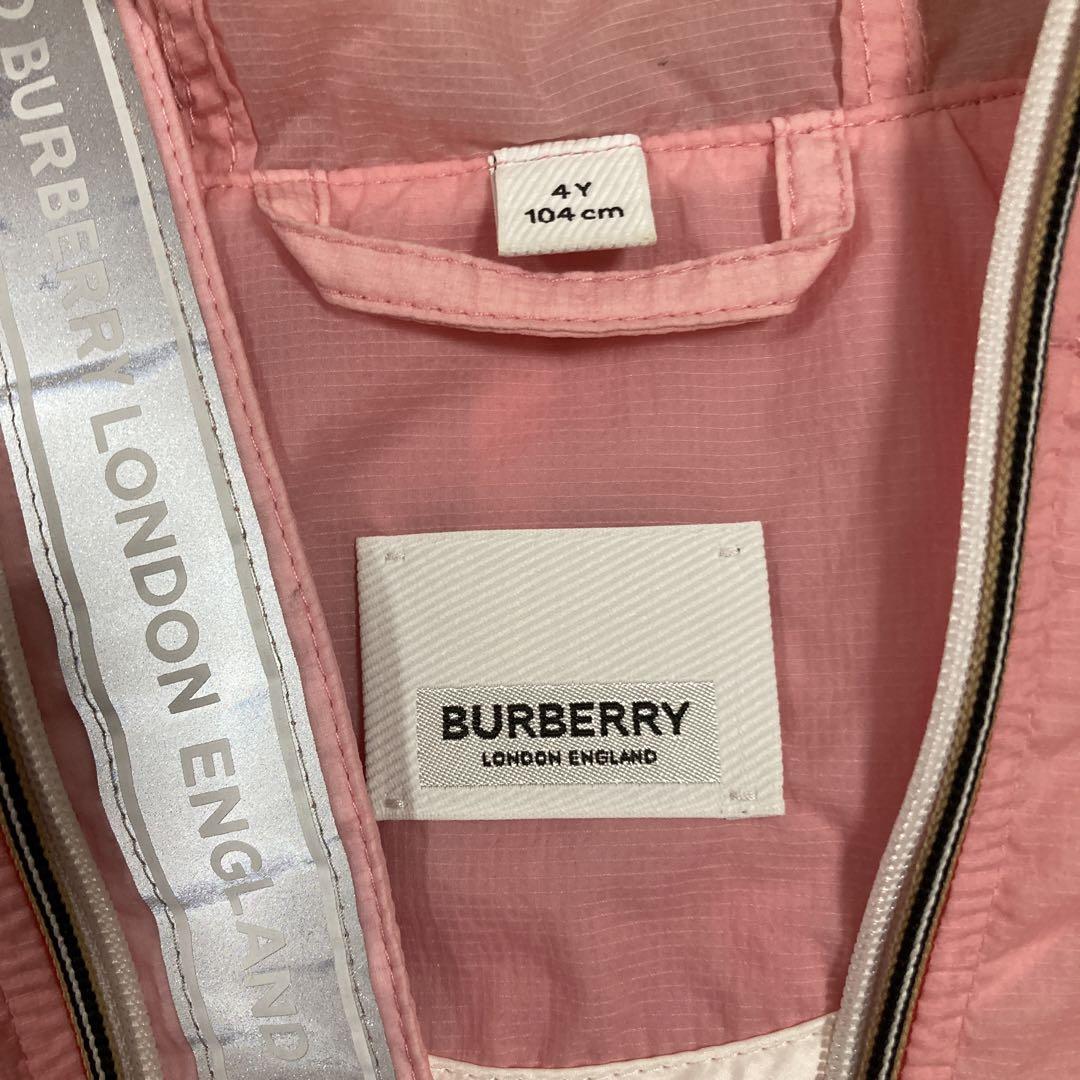 BURBERRY LONDON ENGLAND
4Y
104 cm
BURBERRY
LONDON ENGLAND